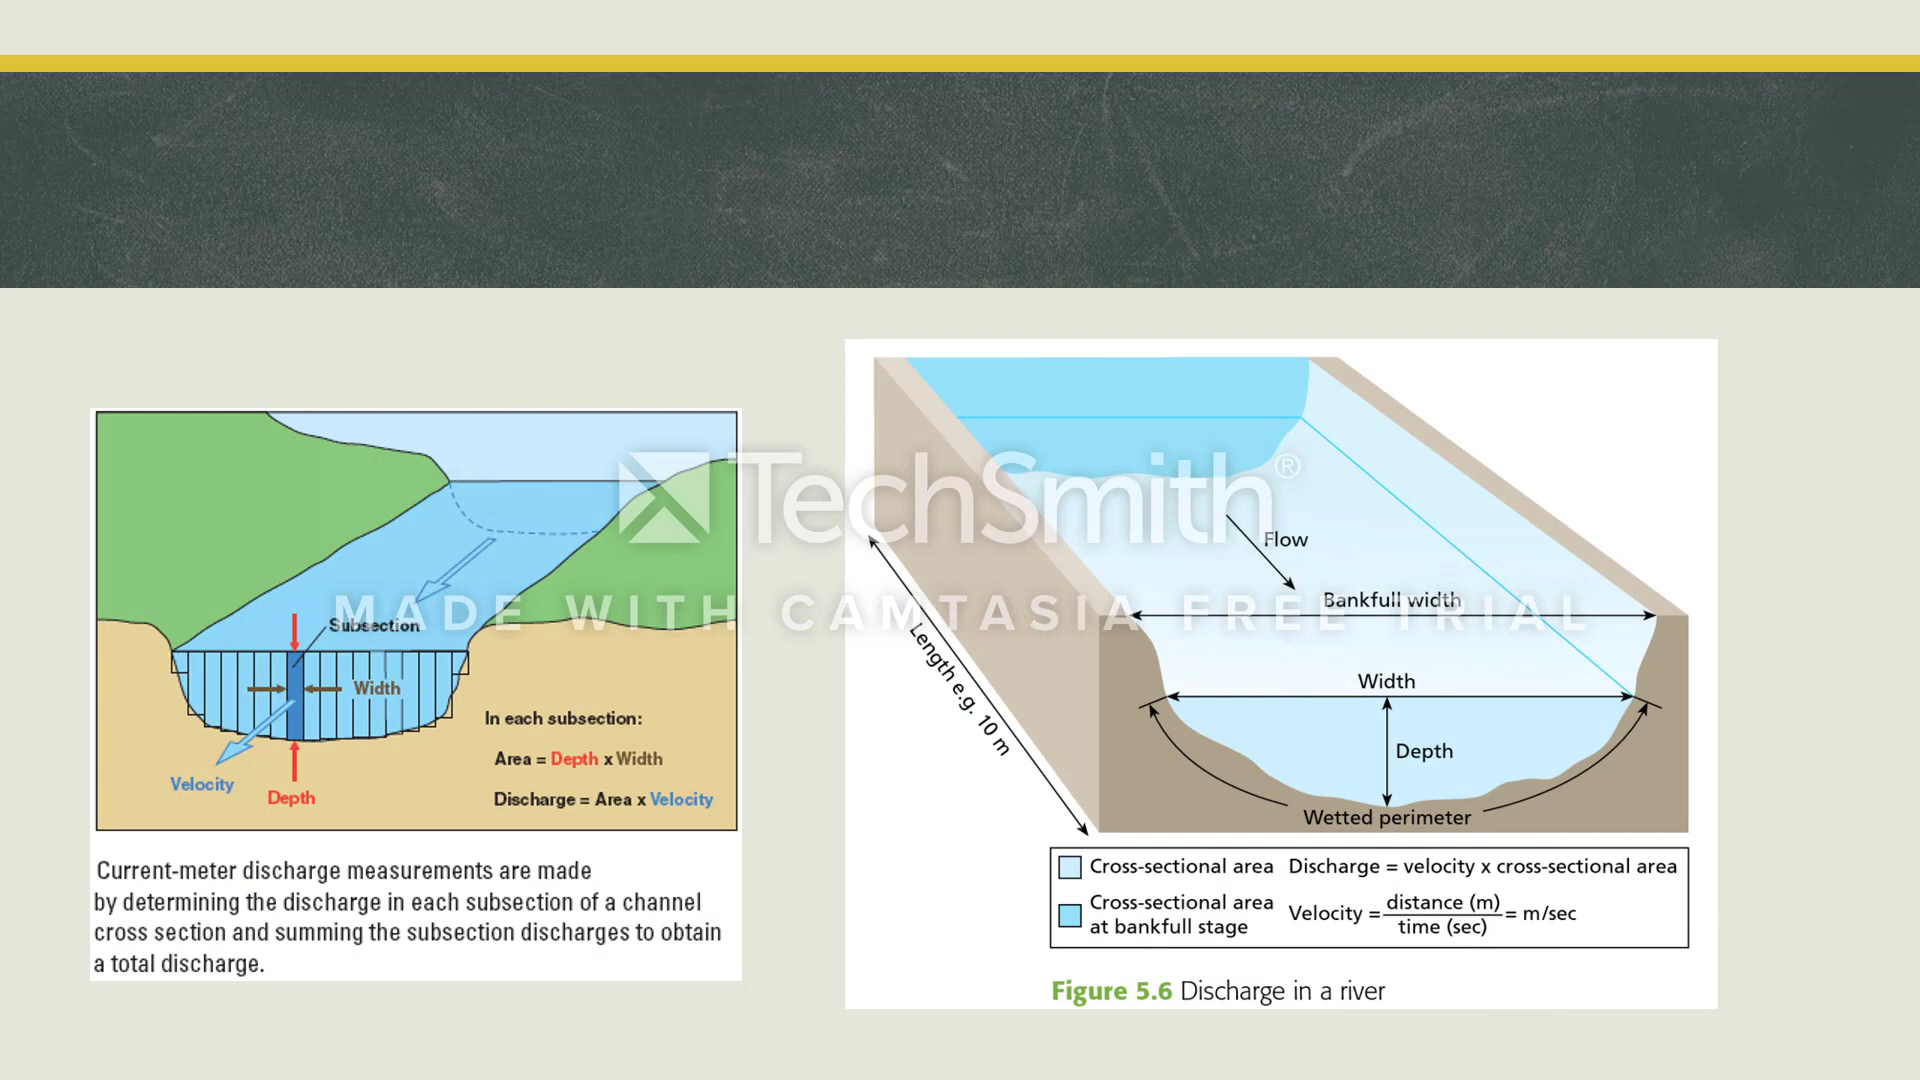 Subsection
Width
Velocity
Depth
In each subsection:
Area = Depth x Width
Discharge = Area x Velocity
Current-meter discharge measurements are made
by determining the discharge in each subsection of a channel
cross section and summing the subsection discharges to obtain
a total discharge.
Flow
Bankfull width
Length e.g. 10 m
Width
Depth
Wetted perimeter
Cross-sectional area Discharge = velocity x cross-sectional area
Cross-sectional area
at bankfull stage
Velocity = distance (m) / time (sec) = m/sec
Figure 5.6 Discharge in a river
TechSmith®
MADE WITH CAMTASIA FREE TRIAL